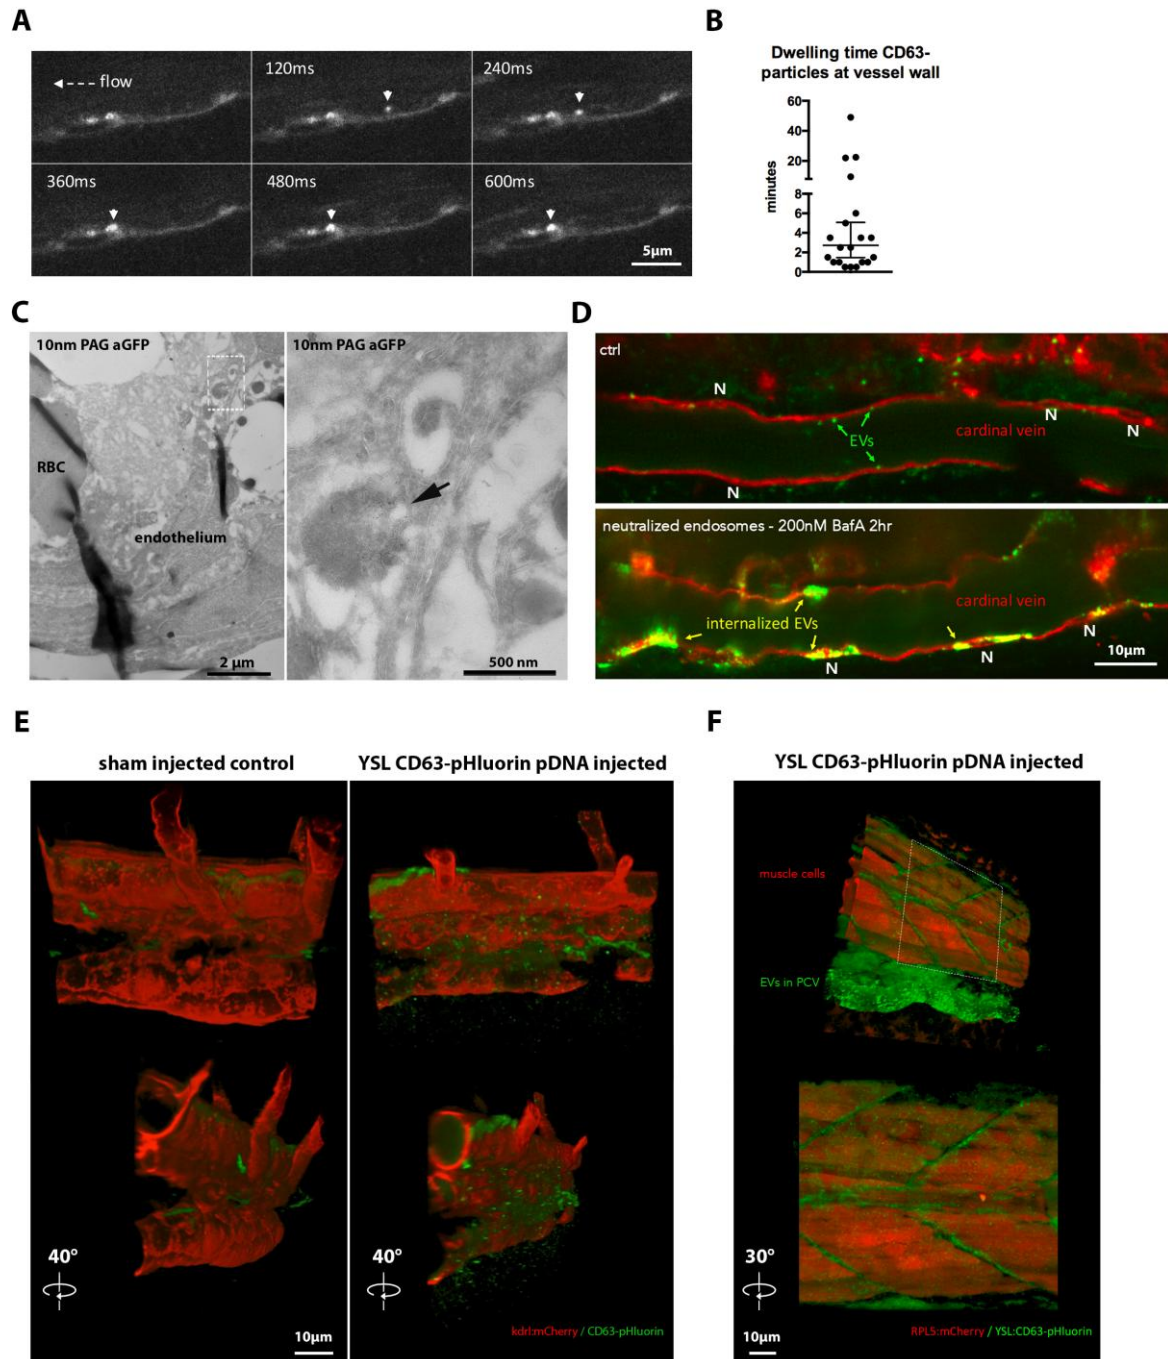 A
flow
120ms
240ms
360ms
480ms
600ms
5µm
B
Dwelling time CD63-
particles at vessel wall
minutes
60
40
20
8
6
4
2
0
C
10nm PAG aGFP
RBC
endothelium
2 µm
10nm PAG aGFP
500 nm
D
ctrl
N
N
N
EVs
cardinal vein
N
neutralized endosomes - 200nM BafA 2hr
cardinal vein
internalized EVs
N
N
N
10µm
E
sham injected control
YSL CD63-pHluorin pDNA injected
40°
40°
10µm
kdrl:mCherry / CD63-pHluorin
F
YSL CD63-pHluorin pDNA injected
muscle cells
EVs in PCV
30°
10µm
RPL5:mCherry / YSL:CD63-pHluorin